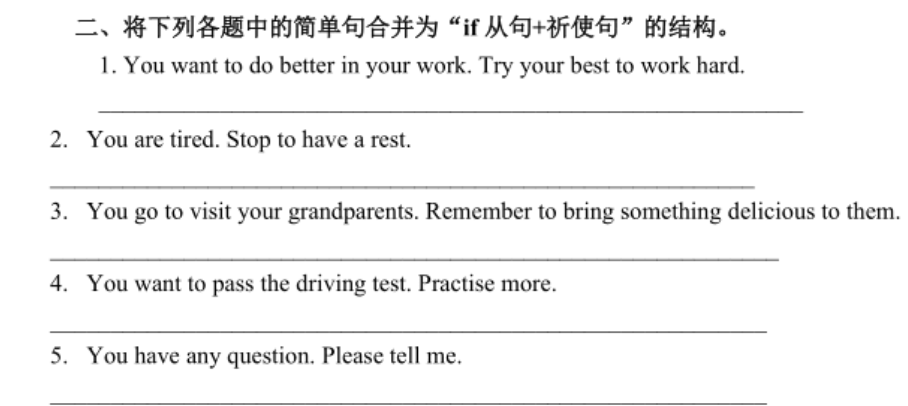 二、将下列各题中的简单句合并为“if 从句+祈使句”的结构。
1. You want to do better in your work. Try your best to work hard.
2. You are tired. Stop to have a rest.
3. You go to visit your grandparents. Remember to bring something delicious to them.
4. You want to pass the driving test. Practise more.
5. You have any question. Please tell me.